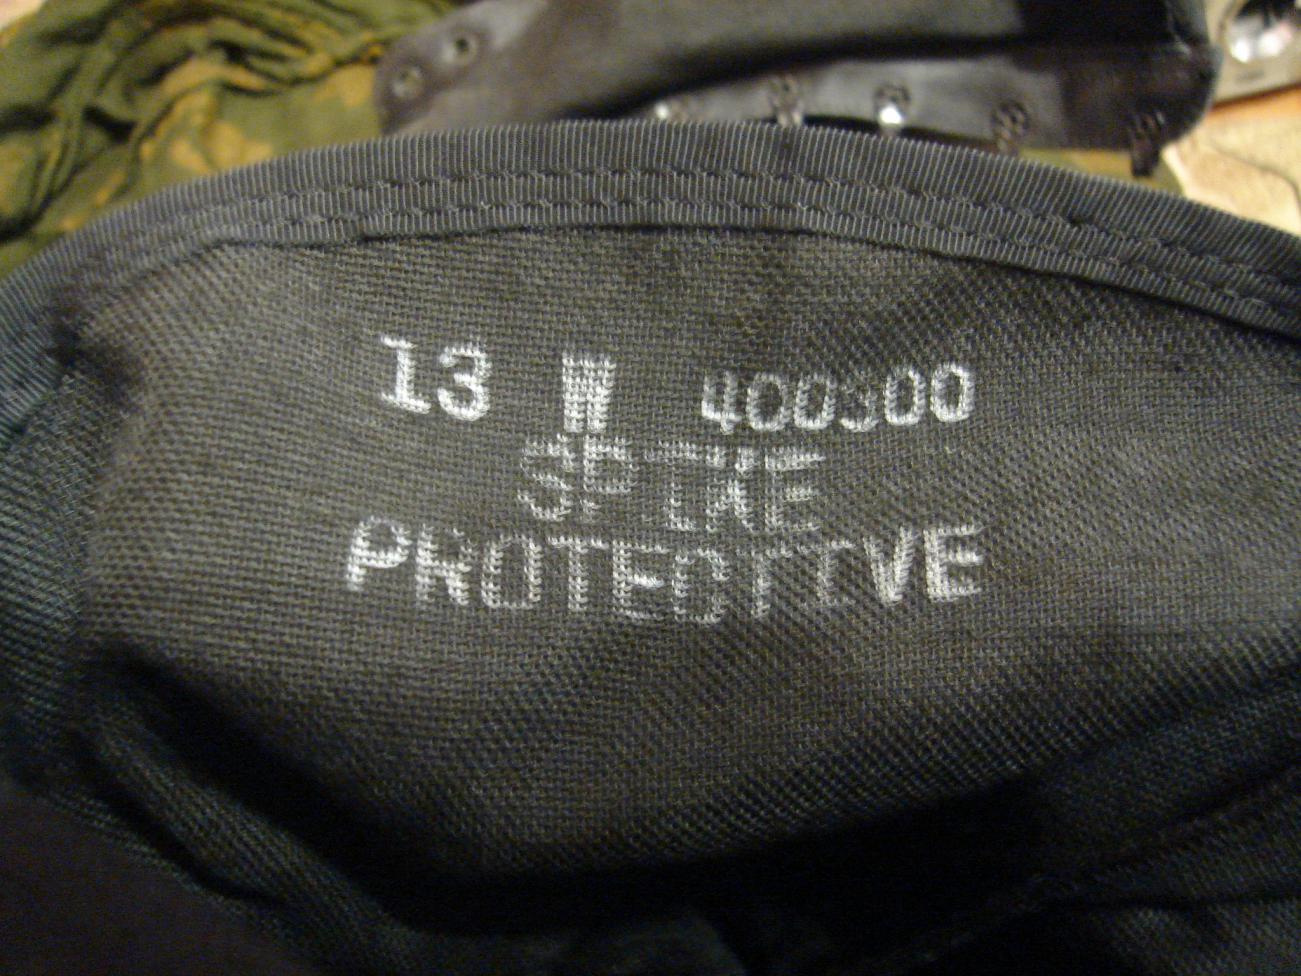 13 W 400300
SPIKE
PROTECTIVE